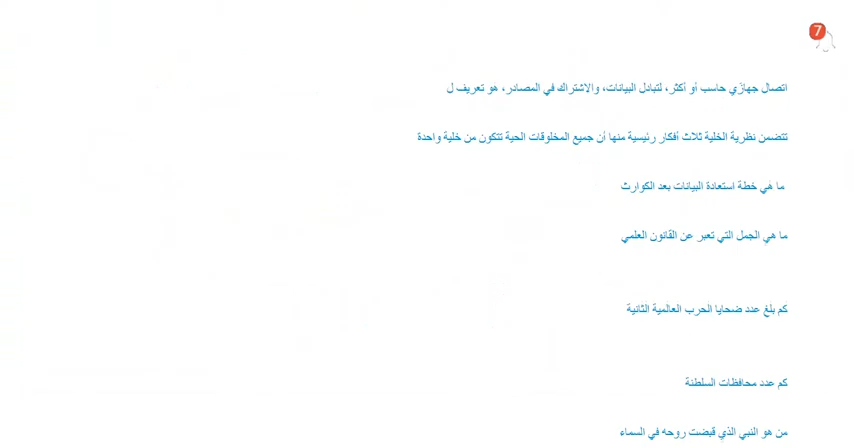 7
اتصال جهازي حاسب أو أكثر، لتبادل البيانات، والاشتراك في المصادر، هو تعريف ل
تتضمن نظرية الخلية ثلاث أفكار رئيسية منها أن جميع المخلوقات الحية تتكون من خلية واحدة
ما هي خطة استعادة البيانات بعد الكوارث
ما هي الجمل التي تعبر عن القانون العلمي
كم بلغ عدد ضحايا الحرب العالمية الثانية
كم عدد محافظات السلطنة
من هو النبي الذي قبضت روحه في السماء